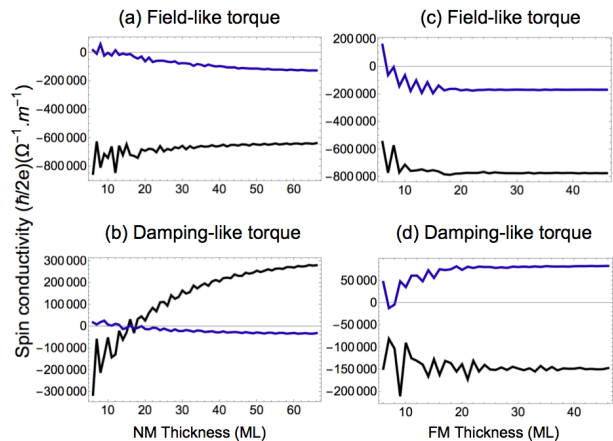 (a) Field-like torque
(c) Field-like torque
Spin conductivity (ℏ/2e)(Ω⁻¹.m⁻¹)
0
−200 000
−400 000
−600 000
−800 000
10 20 30 40 50 60
200 000
0
−200 000
−400 000
−600 000
−800 000
10 20 30 40
(b) Damping-like torque
(d) Damping-like torque
300 000
200 000
100 000
0
−100 000
−200 000
−300 000
10 20 30 40 50 60
NM Thickness (ML)
50 000
0
−50 000
−100 000
−150 000
−200 000
10 20 30 40
FM Thickness (ML)